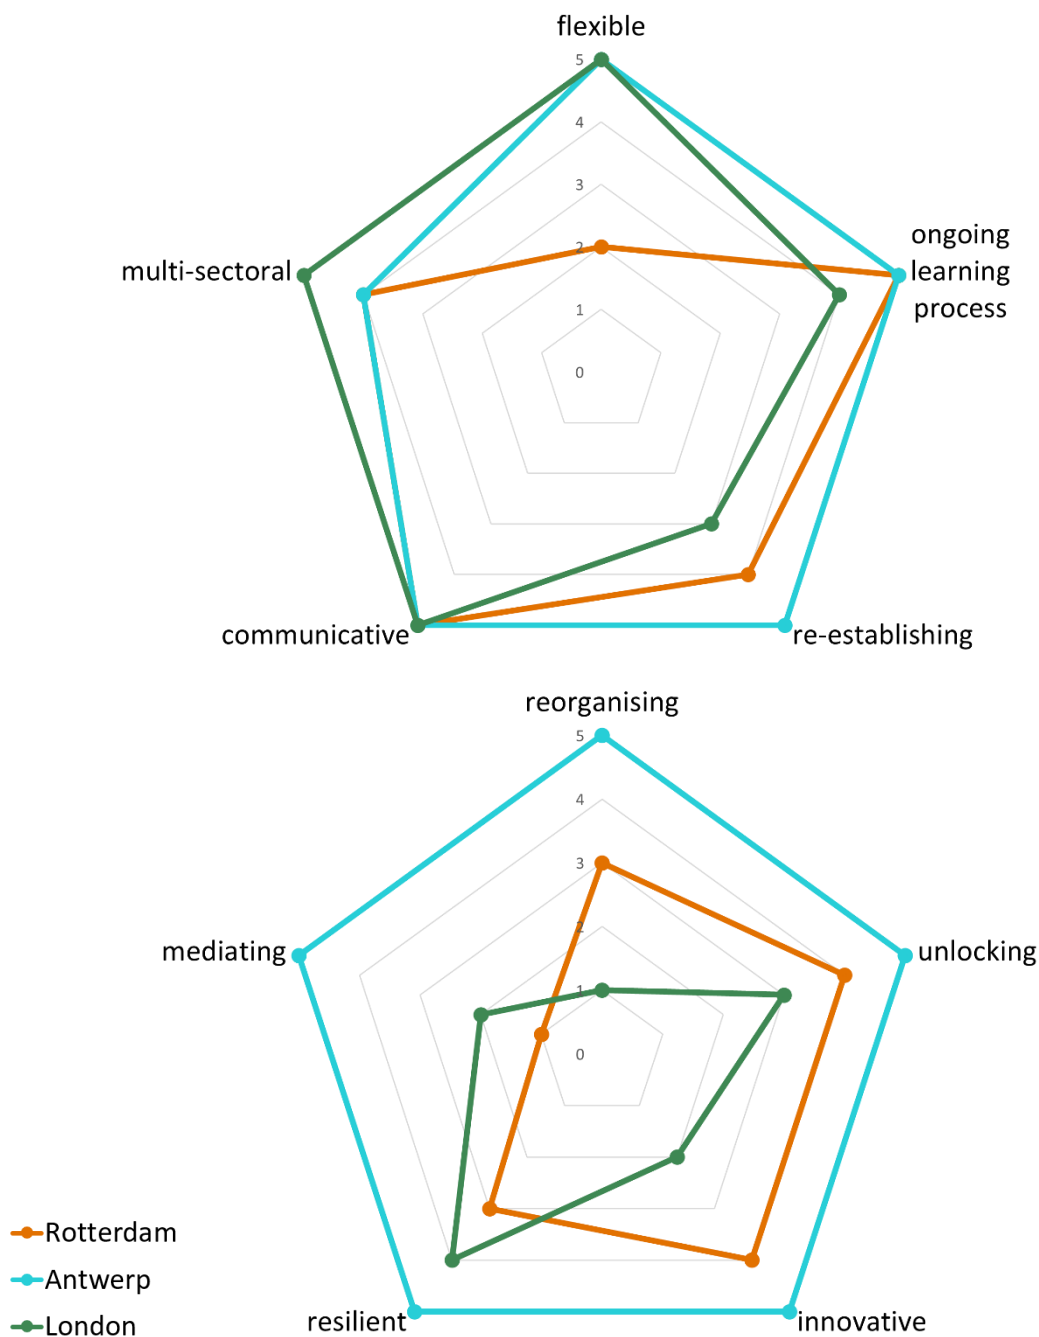 flexible
5
4
3
2
1
0
ongoing
learning
process
multi-sectoral
communicative
re-establishing
reorganising
5
4
3
2
1
0
mediating
unlocking
resilient
innovative
Rotterdam
Antwerp
London